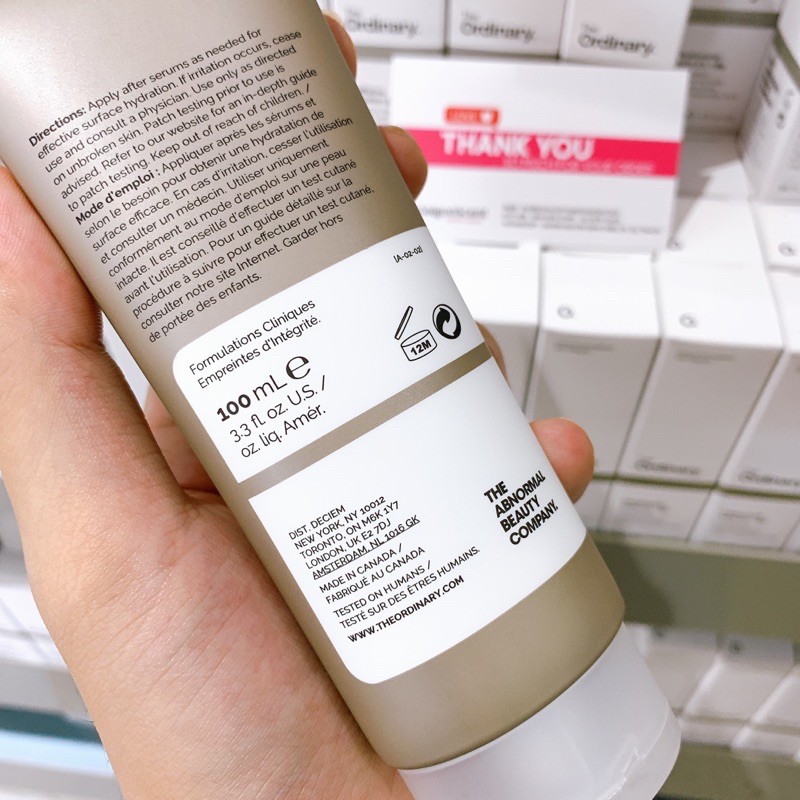 Directions: Apply after serums as needed for
effective surface hydration. If irritation occurs, cease
use and consult a physician. Use only as directed
on unbroken skin. Patch testing prior to use is
advised. Refer to our website for an in-depth guide
to patch testing. Keep out of reach of children. /
Mode d'emploi : Appliquer après les sérums et
selon le besoin pour obtenir une hydratation de
surface efficace. En cas d'irritation, cesser l'utilisation
et consulter un médecin. Utiliser uniquement
conformément au mode d'emploi sur une peau
intacte. Il est conseillé d'effectuer un test cutané
avant l'utilisation. Pour un guide détaillé sur la
procédure à suivre pour effectuer un test cutané,
consulter notre site Internet. Garder hors
de portée des enfants.
[A-02-02]
Formulations Cliniques
Empreintes d'Intégrité.
12M
100 mL ℮
3.3 fl. oz. U.S. /
oz. liq. Amér.
DIST. DECIEM
NEW YORK, NY 10012
TORONTO, ON M6K 1Y7
LONDON, UK E2 7DJ
AMSTERDAM, NL 1016 GK
MADE IN CANADA /
FABRIQUÉ AU CANADA
TESTED ON HUMANS /
TESTÉ SUR DES ÊTRES HUMAINS.
WWW.THEORDINARY.COM
THE
ABNORMAL
BEAUTY
COMPANY.
The
Ordinary.
The
Ordinary.
THANK YOU